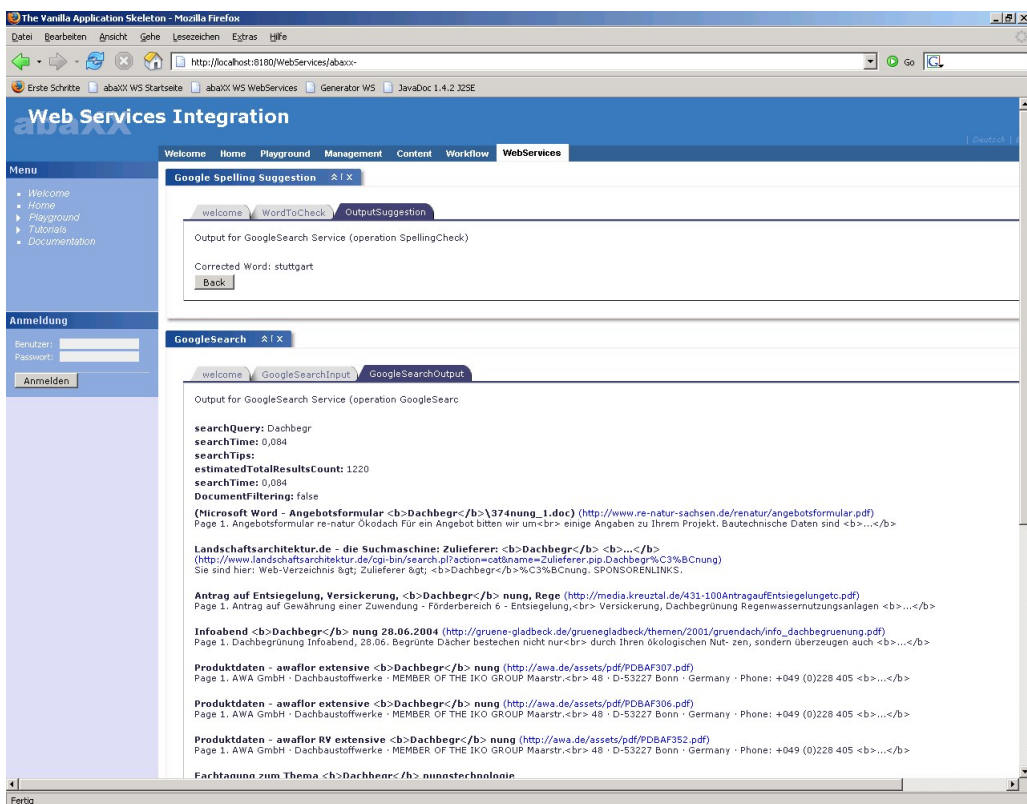 The Vanilla Application Skeleton - Mozilla Firefox
Datei Bearbeiten Ansicht Gehe Lesezeichen Extras Hilfe
http://localhost:8180/WebServices/abaxx-
Go
Erste Schritte abaXX WS Startseite abaXX WS WebServices Generator WS JavaDoc 1.4.2 J2SE
abaxx
Web Services Integration
Deutsch
Welcome Home Playground Management Content Workflow WebServices
Menu
Welcome
Home
Playground
Tutorials
Documentation
Anmeldung
Benutzer:
Passwort:
Anmelden
Google Spelling Suggestion
welcome WordToCheck OutputSuggestion
Output for GoogleSearch Service (operation SpellingCheck)
Corrected Word: stuttgart
Back
GoogleSearch
welcome GoogleSearchInput GoogleSearchOutput
Output for GoogleSearch Service (operation GoogleSearc
searchQuery: Dachbegr
searchTime: 0,084
searchTips:
estimatedTotalResultsCount: 1220
searchTime: 0,084
DocumentFiltering: false
(Microsoft Word - Angebotsformular <b>Dachbegr</b>\374nung_1.doc) (http://www.re-natur-sachsen.de/renatur/angebotsformular.pdf)
Page 1. Angebotsformular re-natur Ökodach Für ein Angebot bitten wir um<br> einige Angaben zu Ihrem Projekt. Bautechnische Daten sind <b>...</b>
Landschaftsarchitektur.de - die Suchmaschine: Zulieferer: <b>Dachbegr</b> <b>...</b>
(http://www.landschaftsarchitektur.de/cgi-bin/search.pl?action=cat&name=Zulieferer.pip.Dachbegr%C3%BCnung)
Sie sind hier: Web-Verzeichnis &gt; Zulieferer &gt; <b>Dachbegr</b>%C3%BCnung. SPONSORENLINKS.
Antrag auf Entsiegelung, Versickerung, <b>Dachbegr</b> nung, Rege (http://media.kreuztal.de/431-100AntragaufEntsiegelungetc.pdf)
Page 1. Antrag auf Gewährung einer Zuwendung - Förderbereich 6 - Entsiegelung,<br> Versickerung, Dachbegrünung Regenwassernutzungsanlagen <b>...</b>
Infoabend <b>Dachbegr</b> nung 28.06.2004 (http://gruene-gladbeck.de/gruenegladbeck/themen/2001/gruendach/info_dachbegruenung.pdf)
Page 1. Dachbegrünung Infoabend, 28.06. Begrünte Dächer bestechen nicht nur<br> durch Ihren ökologischen Nut- zen, sondern überzeugen auch <b>...</b>
Produktdaten - awaflor extensive <b>Dachbegr</b> nung (http://awa.de/assets/pdf/PDBAF307.pdf)
Page 1. AWA GmbH · Dachbaustoffwerke · MEMBER OF THE IKO GROUP Maarstr.<br> 48 · D-53227 Bonn · Germany · Phone: +049 (0)228 405 <b>...</b>
Produktdaten - awaflor extensive <b>Dachbegr</b> nung (http://awa.de/assets/pdf/PDBAF306.pdf)
Page 1. AWA GmbH · Dachbaustoffwerke · MEMBER OF THE IKO GROUP Maarstr.<br> 48 · D-53227 Bonn · Germany · Phone: +049 (0)228 405 <b>...</b>
Produktdaten - awaflor RV extensive <b>Dachbegr</b> nung (http://awa.de/assets/pdf/PDBAF352.pdf)
Page 1. AWA GmbH · Dachbaustoffwerke · MEMBER OF THE IKO GROUP Maarstr.<br> 48 · D-53227 Bonn · Germany · Phone: +049 (0)228 405 <b>...</b>
Fachtagung zum Thema <b>Dachbegr</b> nungstechnologie
Fertig